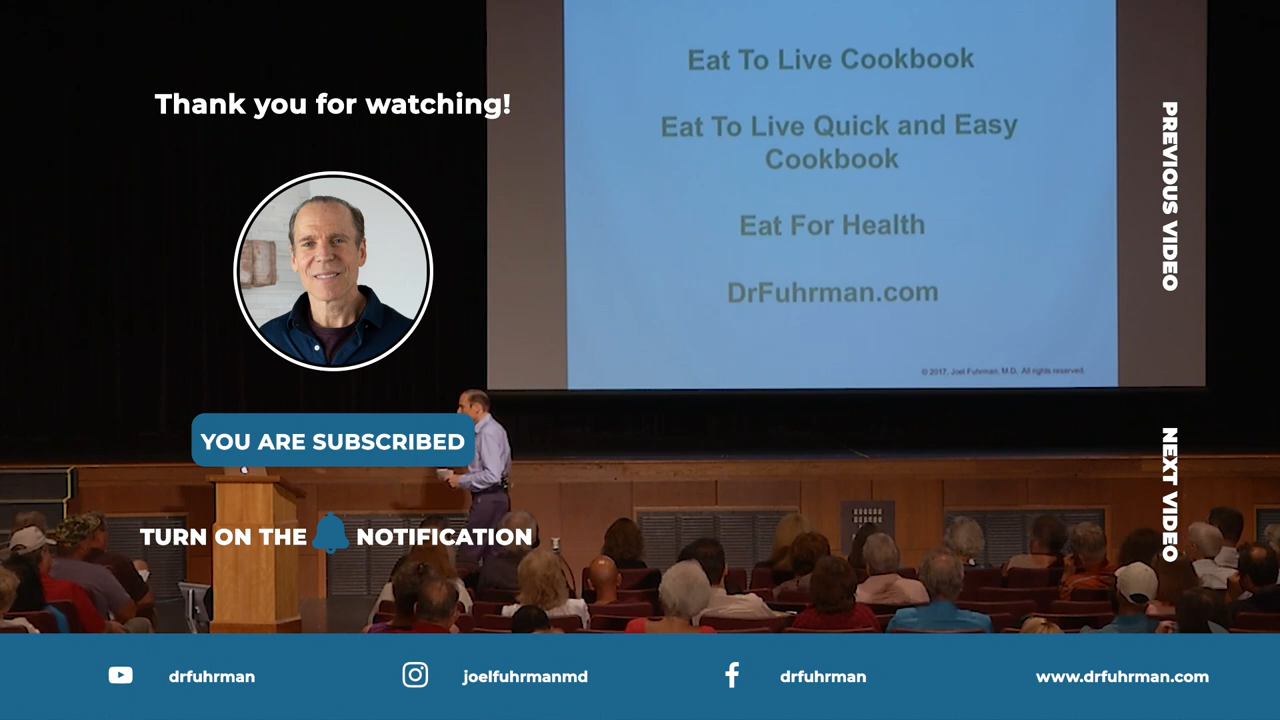 Thank you for watching!
YOU ARE SUBSCRIBED
TURN ON THE NOTIFICATION
Eat To Live Cookbook
Eat To Live Quick and Easy
Cookbook
Eat For Health
DrFuhrman.com
© 2017, Joel Fuhrman, M.D. All rights reserved.
PREVIOUS VIDEO
NEXT VIDEO
drfuhrman
joelfuhrmanmd
drfuhrman
www.drfuhrman.com